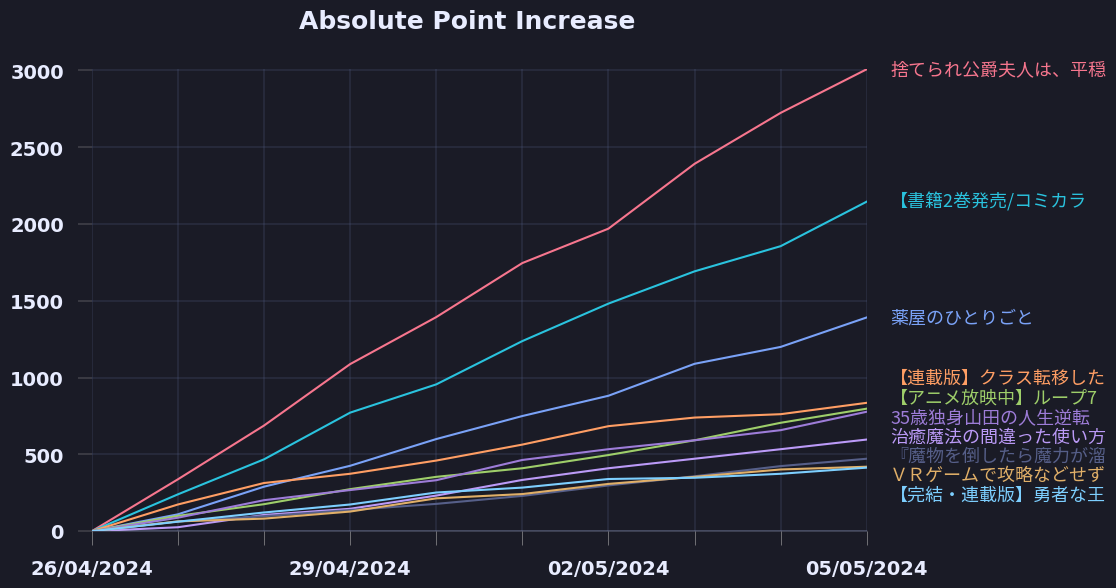 Absolute Point Increase
3000
2500
2000
1500
1000
500
0
26/04/2024
29/04/2024
02/05/2024
05/05/2024
捨てられ公爵夫人は、平穏
【書籍2巻発売/コミカラ
薬屋のひとりごと
【連載版】クラス転移した
【アニメ放映中】ループ7
35歳独身山田の人生逆転
治癒魔法の間違った使い方
『魔物を倒したら魔力が溜
ＶＲゲームで攻略などせず
【完結・連載版】勇者な王